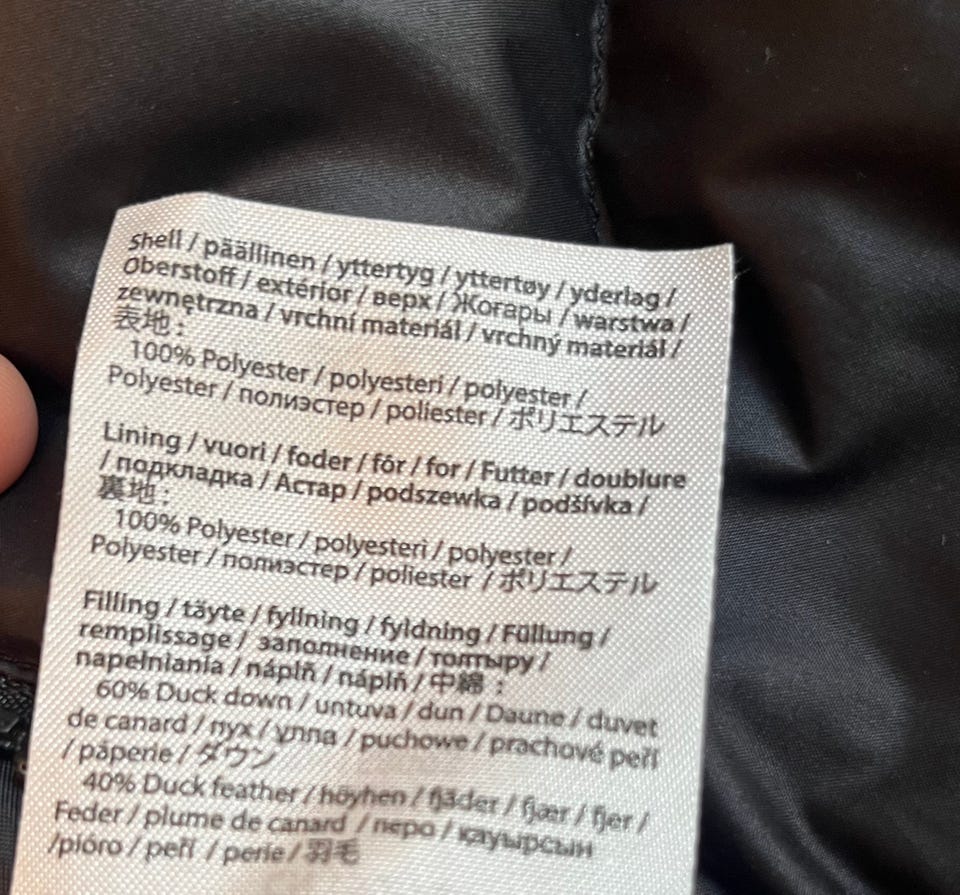 Shell / päällinen / yttertyg / yttertøy / yderlag /
Oberstoff / extérior / верх / Жоғары / warstwa /
zewnętrzna / vrchní materiál / vrchný materiál /
表地 :
100% Polyester / polyesteri / polyester /
Polyester / полиэстер / poliester / ポリエステル
Lining / vuori / foder / fôr / for / Futter / doublure
/ подкладка / Астар / podszewka / podšívka /
裏地 :
100% Polyester / polyesteri / polyester /
Polyester / полиэстер / poliester / ポリエステル
Filling / täyte / fyllning / fyldning / Füllung /
remplissage / заполнение / толтыру /
napełniania / náplň / náplň / 中綿 :
60% Duck down / untuva / dun / Daune / duvet
de canard / пух / ұлпа / puchowe / prachové peří
/ páperie / ダウン
40% Duck feather / höyhen / fjäder / fjær / fjer /
Feder / plume de canard / перо / қауырсын
/pióro / peří / perie / 羽毛